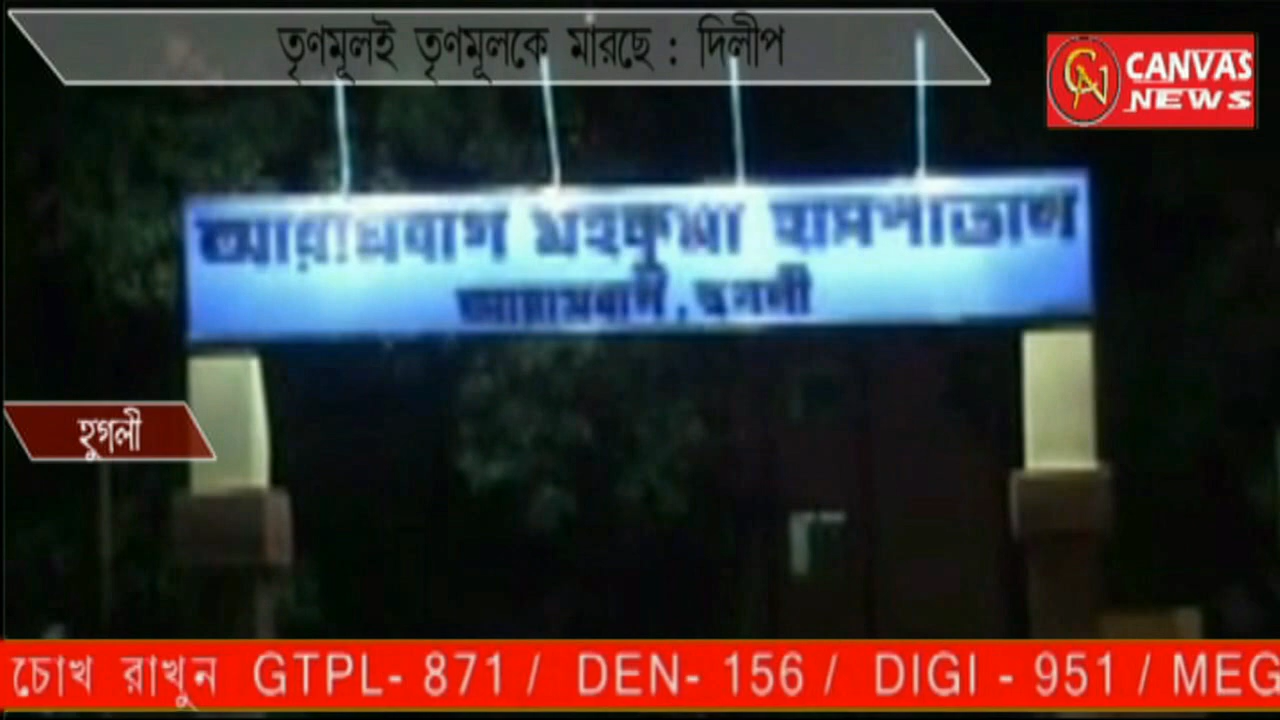 তৃণমূলই তৃণমূলকে মারছে : দিলীপ
CANVAS
NEWS
আরামবাগ মহকুমা হাসপাতাল
আরামবাগ, হুগলী
হুগলী
চোখ রাখুন GTPL- 871 / DEN- 156 / DIGI - 951 / MEG